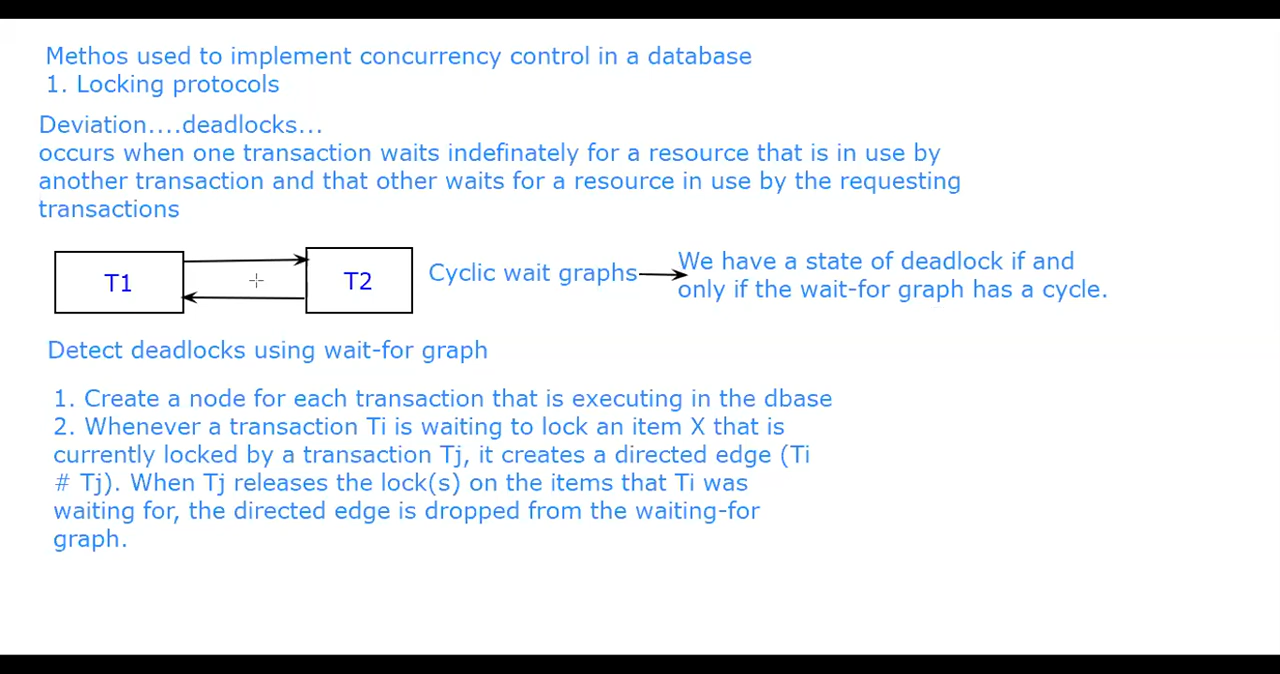 Methos used to implement concurrency control in a database
1. Locking protocols
Deviation....deadlocks...
occurs when one transaction waits indefinately for a resource that is in use by
another transaction and that other waits for a resource in use by the requesting
transactions
T1
T2
Cyclic wait graphs
We have a state of deadlock if and
only if the wait-for graph has a cycle.
Detect deadlocks using wait-for graph
1. Create a node for each transaction that is executing in the dbase
2. Whenever a transaction Ti is waiting to lock an item X that is
currently locked by a transaction Tj, it creates a directed edge (Ti
# Tj). When Tj releases the lock(s) on the items that Ti was
waiting for, the directed edge is dropped from the waiting-for
graph.